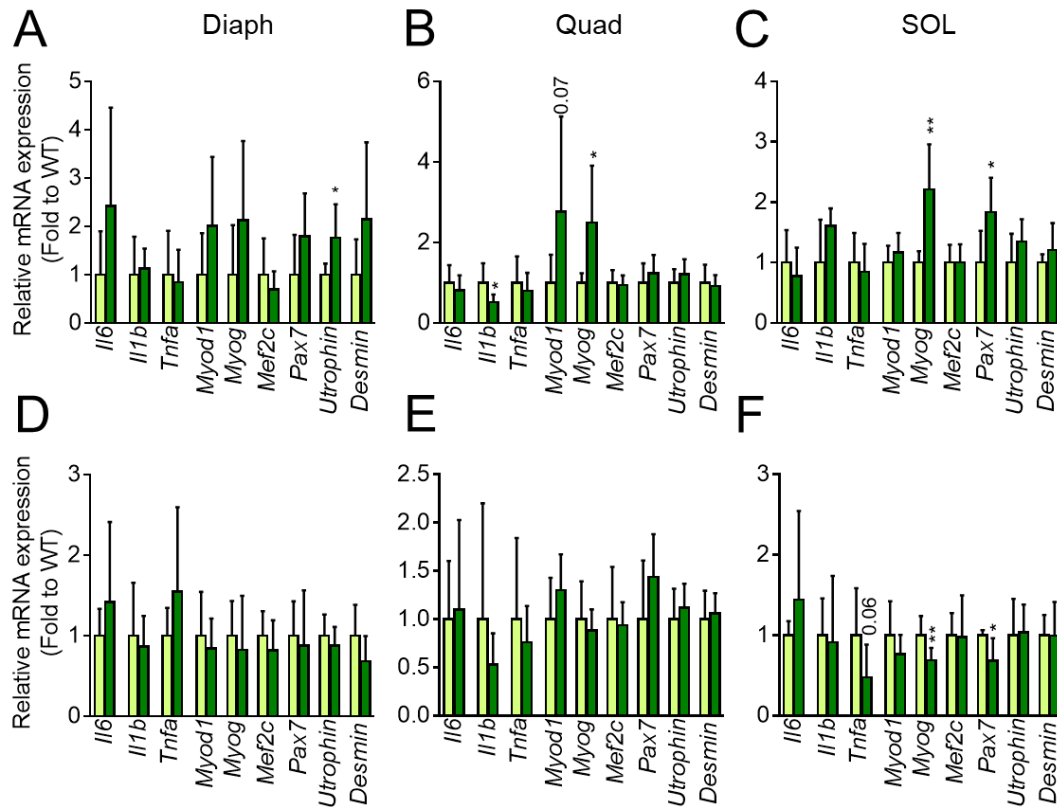 A
Diaph
B
Quad
C
SOL
Relative mRNA expression
(Fold to WT)
5
4
3
2
1
0
*
Il6
Il1b
Tnfa
Myod1
Myog
Mef2c
Pax7
Utrophin
Desmin
6
4
2
0
*
0.07
*
Il6
Il1b
Tnfa
Myod1
Myog
Mef2c
Pax7
Utrophin
Desmin
4
3
2
1
0
**
*
Il6
Il1b
Tnfa
Myod1
Myog
Mef2c
Pax7
Utrophin
Desmin
D
E
F
Relative mRNA expression
(Fold to WT)
3
2
1
0
Il6
Il1b
Tnfa
Myod1
Myog
Mef2c
Pax7
Utrophin
Desmin
2.5
2.0
1.5
1.0
0.5
0.0
Il6
Il1b
Tnfa
Myod1
Myog
Mef2c
Pax7
Utrophin
Desmin
3
2
1
0
0.06
**
*
Il6
Il1b
Tnfa
Myod1
Myog
Mef2c
Pax7
Utrophin
Desmin